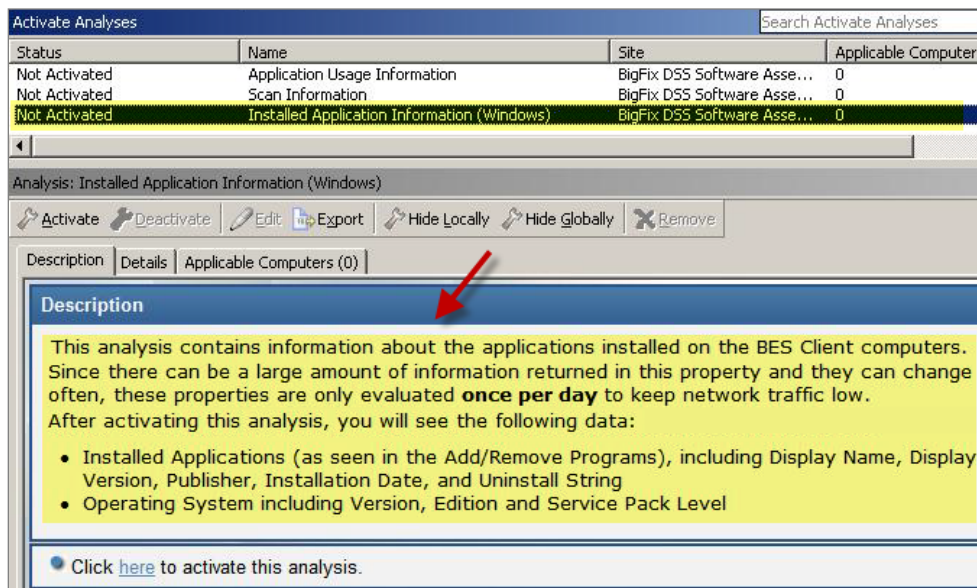 Activate Analyses Search Activate Analyses
Status Name Site Applicable Computer
Not Activated Application Usage Information BigFix DSS Software Asse... 0
Not Activated Scan Information BigFix DSS Software Asse... 0
Not Activated Installed Application Information (Windows) BigFix DSS Software Asse... 0
Analysis: Installed Application Information (Windows)
Activate Deactivate Edit Export Hide Locally Hide Globally Remove
Description Details Applicable Computers (0)
Description
This analysis contains information about the applications installed on the BES Client computers.
Since there can be a large amount of information returned in this property and they can change
often, these properties are only evaluated once per day to keep network traffic low.
After activating this analysis, you will see the following data:
• Installed Applications (as seen in the Add/Remove Programs), including Display Name, Display
Version, Publisher, Installation Date, and Uninstall String
• Operating System including Version, Edition and Service Pack Level
Click here to activate this analysis.